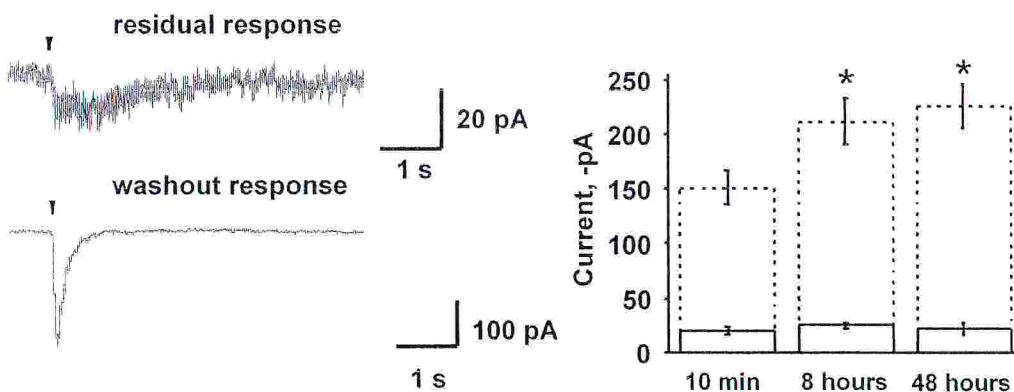 residual response
20 pA
1 s
washout response
100 pA
1 s
*
*
Current, -pA
250
200
150
100
50
0
10 min
8 hours
48 hours